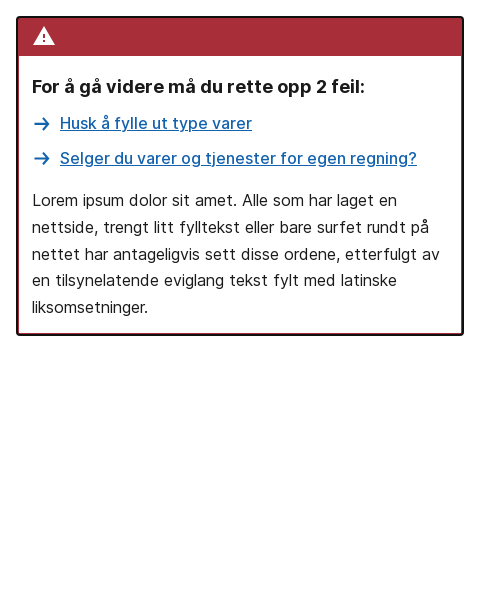 For å gå videre må du rette opp 2 feil:
Husk å fylle ut type varer
Selger du varer og tjenester for egen regning?
Lorem ipsum dolor sit amet. Alle som har laget en
nettside, trengt litt fylltekst eller bare surfet rundt på
nettet har antageligvis sett disse ordene, etterfulgt av
en tilsynelatende eviglang tekst fylt med latinske
liksomsetninger.